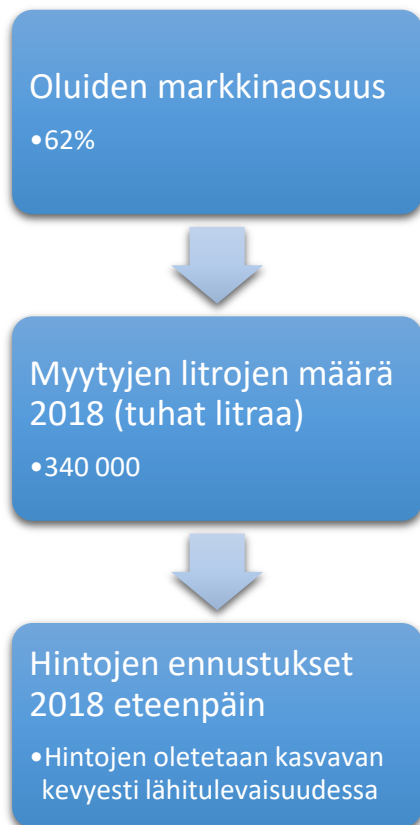 Oluiden markkinaosuus
•62%
Myytyjen litrojen määrä
2018 (tuhat litraa)
•340 000
Hintojen ennustukset
2018 eteenpäin
•Hintojen oletetaan kasvavan
kevyesti lähitulevaisuudessa